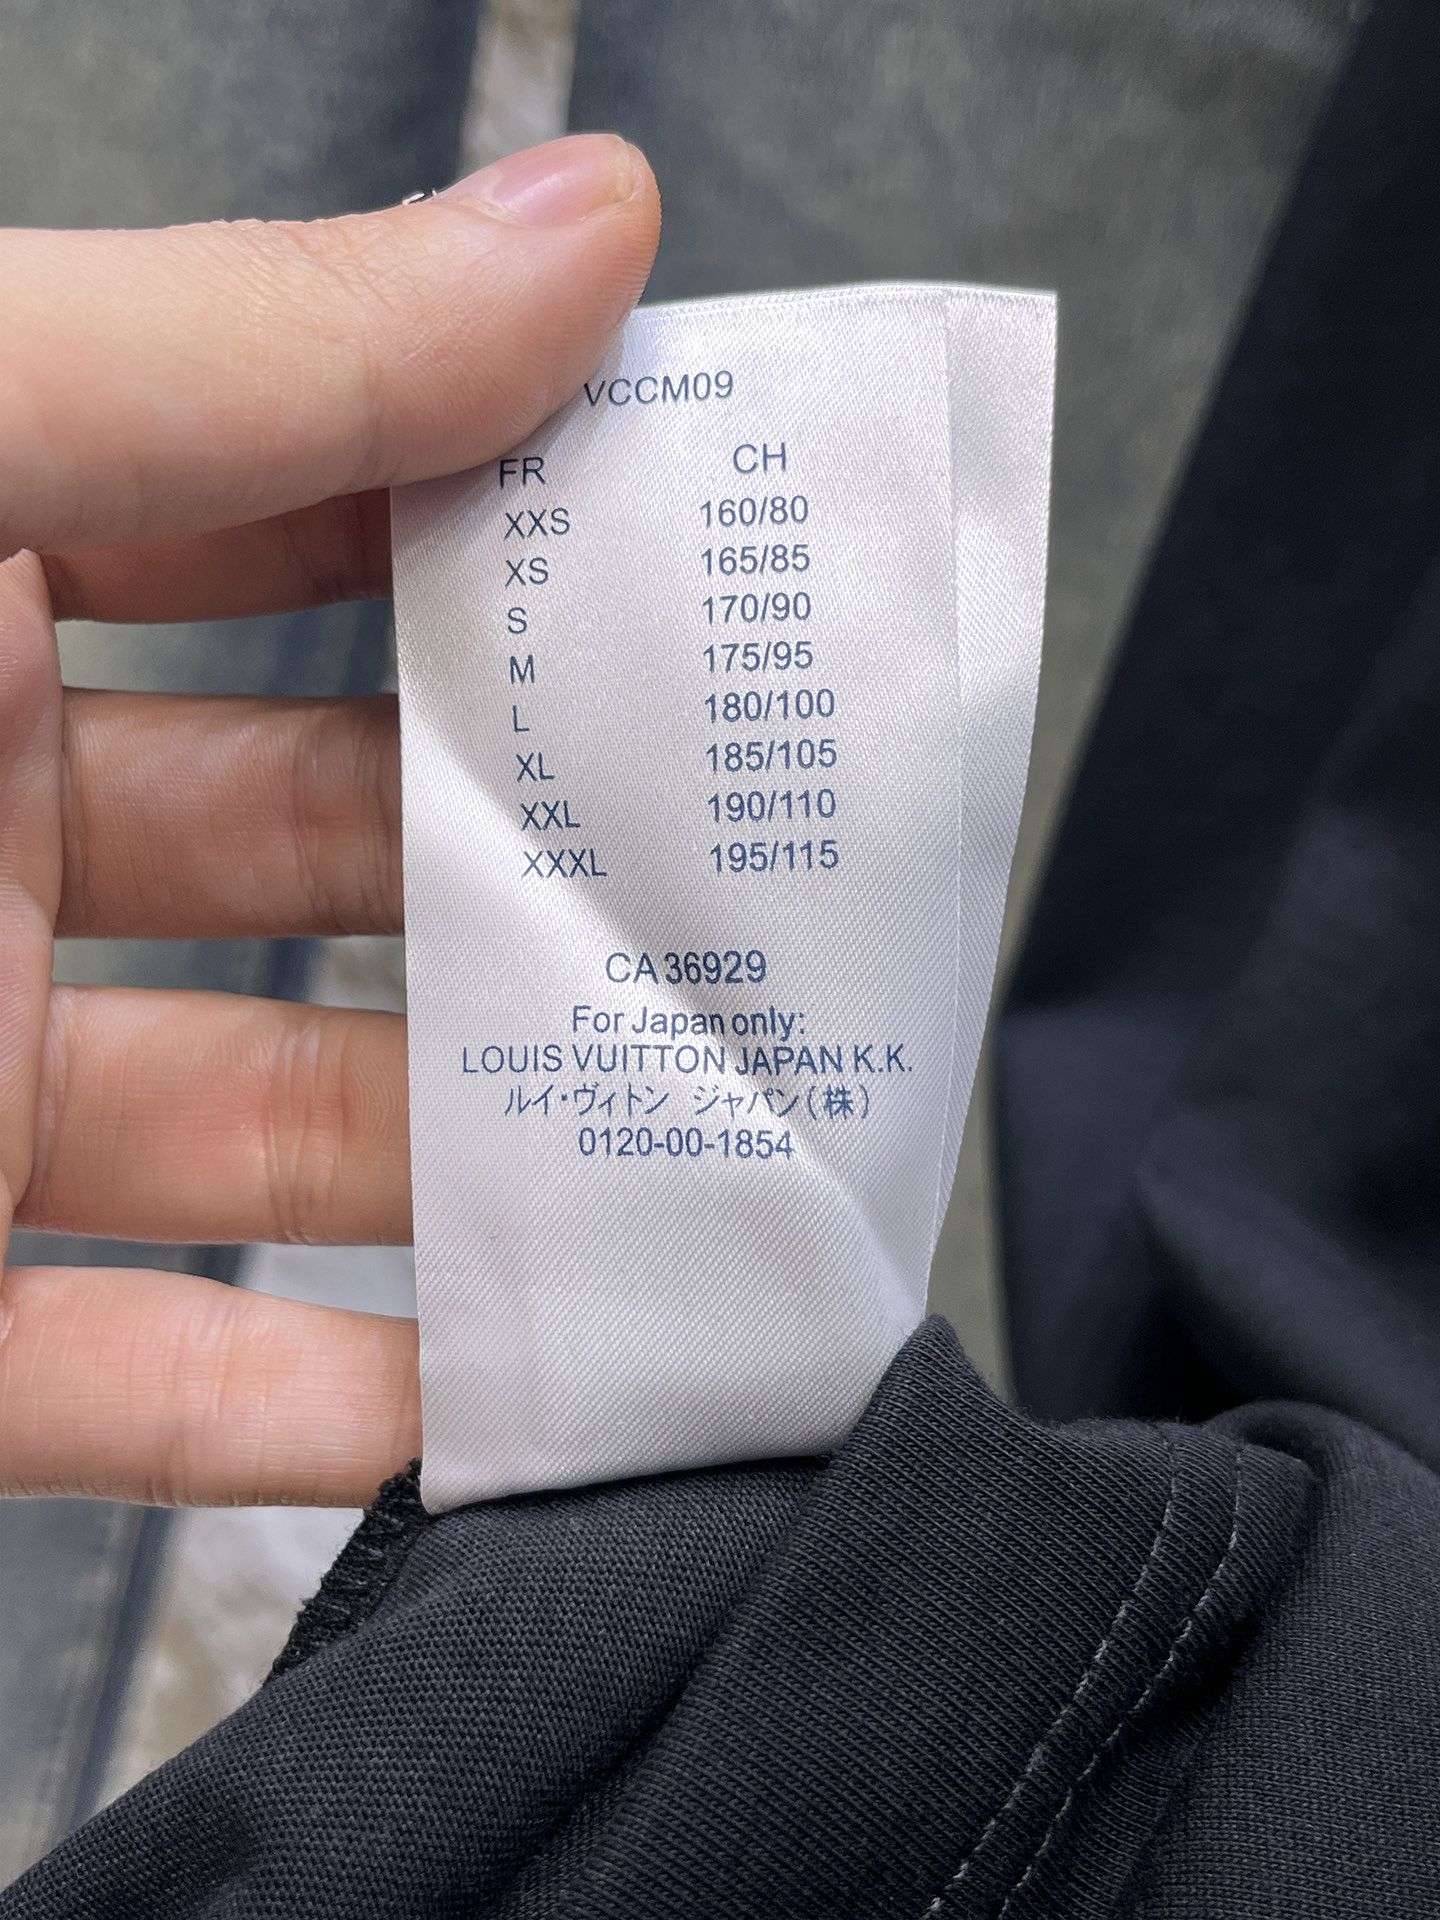 VCCM09
FR CH
XXS 160/80
XS 165/85
S 170/90
M 175/95
L 180/100
XL 185/105
XXL 190/110
XXXL 195/115
CA 36929
For Japan only:
LOUIS VUITTON JAPAN K.K.
ルイ・ヴィトン ジャパン(株)
0120-00-1854